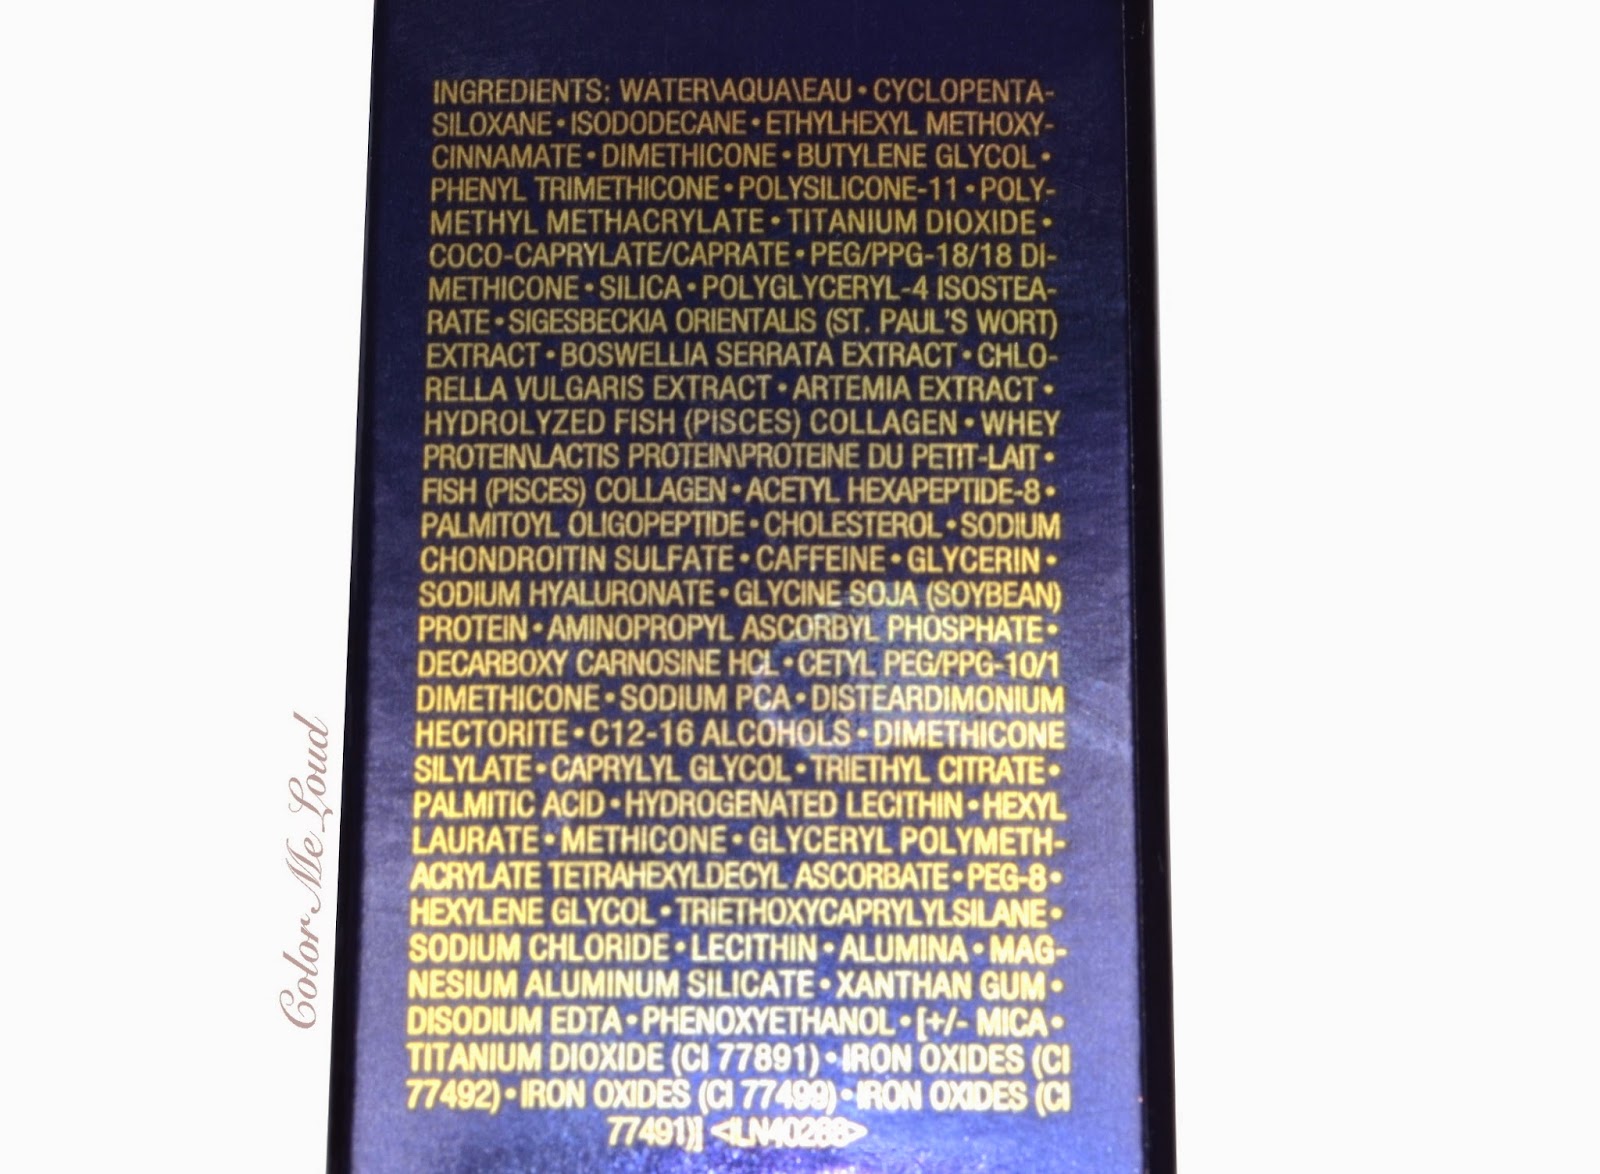 INGREDIENTS: WATER\AQUA\EAU • CYCLOPENTA-
SILOXANE • ISODODECANE • ETHYLHEXYL METHOXY-
CINNAMATE • DIMETHICONE • BUTYLENE GLYCOL •
PHENYL TRIMETHICONE • POLYSILICONE-11 • POLY-
METHYL METHACRYLATE • TITANIUM DIOXIDE •
COCO-CAPRYLATE/CAPRATE • PEG/PPG-18/18 DI-
METHICONE • SILICA • POLYGLYCERYL-4 ISOSTEA-
RATE • SIGESBECKIA ORIENTALIS (ST. PAUL'S WORT)
EXTRACT • BOSWELLIA SERRATA EXTRACT • CHLO-
RELLA VULGARIS EXTRACT • ARTEMIA EXTRACT •
HYDROLYZED FISH (PISCES) COLLAGEN • WHEY
PROTEIN\LACTIS PROTEIN\PROTEINE DU PETIT-LAIT •
FISH (PISCES) COLLAGEN • ACETYL HEXAPEPTIDE-8 •
PALMITOYL OLIGOPEPTIDE • CHOLESTEROL • SODIUM
CHONDROITIN SULFATE • CAFFEINE • GLYCERIN •
SODIUM HYALURONATE • GLYCINE SOJA (SOYBEAN)
PROTEIN • AMINOPROPYL ASCORBYL PHOSPHATE •
DECARBOXY CARNOSINE HCL • CETYL PEG/PPG-10/1
DIMETHICONE • SODIUM PCA • DISTEARDIMONIUM
HECTORITE • C12-16 ALCOHOLS • DIMETHICONE
SILYLATE • CAPRYLYL GLYCOL • TRIETHYL CITRATE •
PALMITIC ACID • HYDROGENATED LECITHIN • HEXYL
LAURATE • METHICONE • GLYCERYL POLYMETH-
ACRYLATE TETRAHEXYLDECYL ASCORBATE • PEG-8 •
HEXYLENE GLYCOL • TRIETHOXYCAPRYLYLSILANE •
SODIUM CHLORIDE • LECITHIN • ALUMINA • MAG-
NESIUM ALUMINUM SILICATE • XANTHAN GUM •
DISODIUM EDTA • PHENOXYETHANOL • [+/- MICA •
TITANIUM DIOXIDE (CI 77891) • IRON OXIDES (CI
77492) • IRON OXIDES (CI 77499) • IRON OXIDES (CI
77491)] <ILN40268>
Color Me Loud